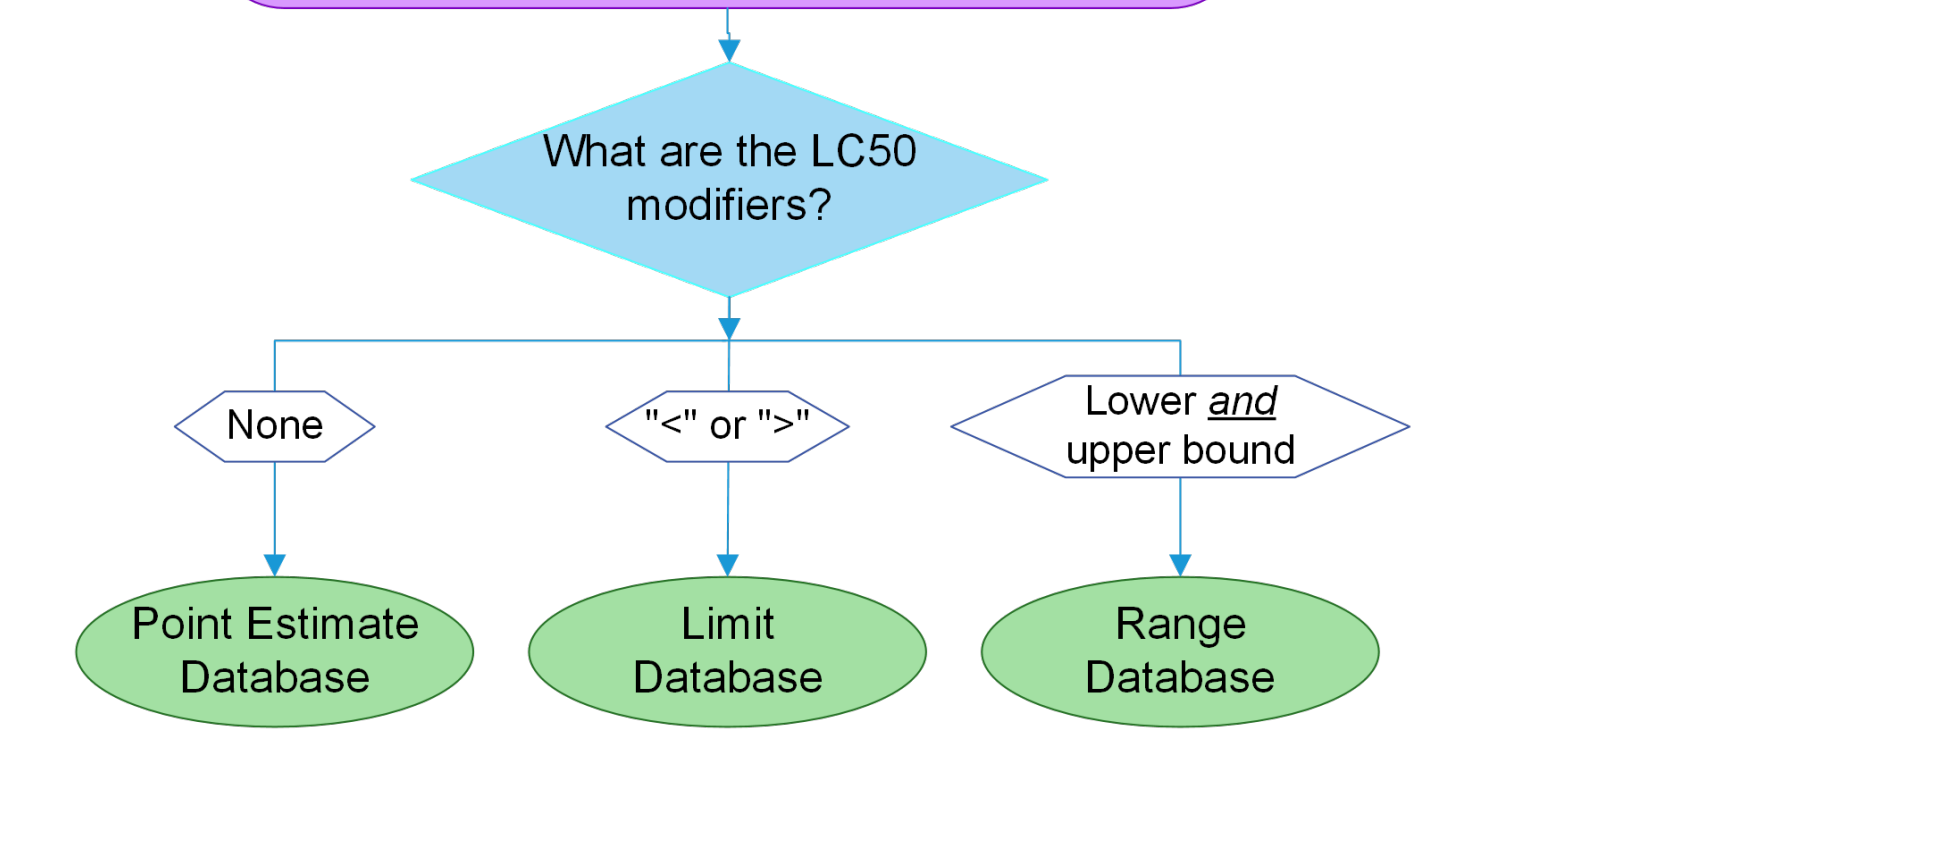 What are the LC50
modifiers?
None
"<" or ">"
Lower and
upper bound
Point Estimate
Database
Limit
Database
Range
Database